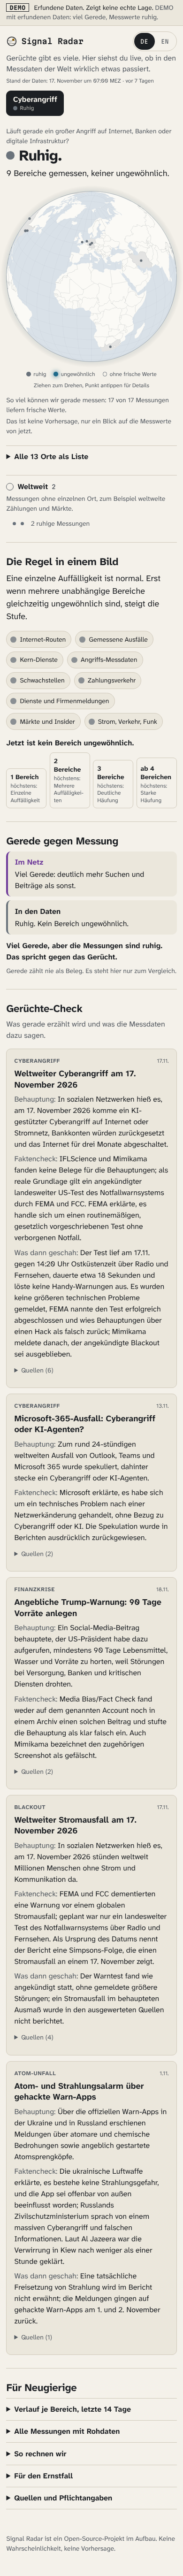 DEMO Erfundene Daten. Zeigt keine echte Lage. DEMO
mit erfundenen Daten: viel Gerede, Messwerte ruhig.
Signal Radar DE EN
Gerüchte gibt es viele. Hier siehst du live, ob in den
Messdaten der Welt wirklich etwas passiert.
Stand der Daten: 17. November um 07:00 MEZ · vor 7 Tagen
Cyberangriff
Ruhig
Läuft gerade ein großer Angriff auf Internet, Banken oder
digitale Infrastruktur?
Ruhig.
9 Bereiche gemessen, keiner ungewöhnlich.
ruhig ungewöhnlich ohne frische Werte
Ziehen zum Drehen, Punkt antippen für Details
So viel können wir gerade messen: 17 von 17 Messungen
liefern frische Werte.
Das ist keine Vorhersage, nur ein Blick auf die Messwerte
von jetzt.
Alle 13 Orte als Liste
Weltweit 2
Messungen ohne einzelnen Ort, zum Beispiel weltweite
Zählungen und Märkte.
2 ruhige Messungen
Die Regel in einem Bild
Eine einzelne Auffälligkeit ist normal. Erst
wenn mehrere unabhängige Bereiche
gleichzeitig ungewöhnlich sind, steigt die
Stufe.
Internet-Routen Gemessene Ausfälle
Kern-Dienste Angriffs-Messdaten
Schwachstellen Zahlungsverkehr
Dienste und Firmenmeldungen
Märkte und Insider Strom, Verkehr, Funk
Jetzt ist kein Bereich ungewöhnlich.
1 Bereich
höchstens:
Einzelne
Auffälligkeit
2
Bereiche
höchstens:
Mehrere
Auffälligkei-
ten
3
Bereiche
höchstens:
Deutliche
Häufung
ab 4
Bereichen
höchstens:
Starke
Häufung
Gerede gegen Messung
Im Netz
Viel Gerede: deutlich mehr Suchen und
Beiträge als sonst.
In den Daten
Ruhig. Kein Bereich ungewöhnlich.
Viel Gerede, aber die Messungen sind ruhig.
Das spricht gegen das Gerücht.
Gerede zählt nie als Beleg. Es steht hier nur zum Vergleich.
Gerüchte-Check
Was gerade erzählt wird und was die Messdaten
dazu sagen.
CYBERANGRIFF 17.11.
Weltweiter Cyberangriff am 17.
November 2026
Behauptung: In sozialen Netzwerken hieß es,
am 17. November 2026 komme ein KI-
gestützter Cyberangriff auf Internet oder
Stromnetz, Bankkonten würden zurückgesetzt
und das Internet für drei Monate abgeschaltet.
Faktencheck: IFLScience und Mimikama
fanden keine Belege für die Behauptungen; als
reale Grundlage gilt ein angekündigter
landesweiter US-Test des Notfallwarnsystems
durch FEMA und FCC. FEMA erklärte, es
handle sich um einen routinemäßigen,
gesetzlich vorgeschriebenen Test ohne
verborgenen Notfall.
Was dann geschah: Der Test lief am 17.11.
gegen 14:20 Uhr Ostküstenzeit über Radio und
Fernsehen, dauerte etwa 18 Sekunden und
löste keine Handy-Warnungen aus. Es wurden
keine größeren technischen Probleme
gemeldet, FEMA nannte den Test erfolgreich
abgeschlossen und wies Behauptungen über
einen Hack als falsch zurück; Mimikama
meldete danach, der angekündigte Blackout
sei ausgeblieben.
Quellen (6)
CYBERANGRIFF 13.11.
Microsoft-365-Ausfall: Cyberangriff
oder KI-Agenten?
Behauptung: Zum rund 24-stündigen
weltweiten Ausfall von Outlook, Teams und
Microsoft 365 wurde spekuliert, dahinter
stecke ein Cyberangriff oder KI-Agenten.
Faktencheck: Microsoft erklärte, es habe sich
um ein technisches Problem nach einer
Netzwerkänderung gehandelt, ohne Bezug zu
Cyberangriff oder KI. Die Spekulation wurde in
Berichten ausdrücklich zurückgewiesen.
Quellen (2)
FINANZKRISE 16.11.
Angebliche Trump-Warnung: 90 Tage
Vorräte anlegen
Behauptung: Ein Social-Media-Beitrag
behauptete, der US-Präsident habe dazu
aufgerufen, mindestens 90 Tage Lebensmittel,
Wasser und Vorräte zu horten, weil Störungen
bei Versorgung, Banken und kritischen
Diensten drohten.
Faktencheck: Media Bias/Fact Check fand
weder auf dem genannten Account noch in
einem Archiv einen solchen Beitrag und stufte
die Behauptung als klar falsch ein. Auch
Mimikama bezeichnet den zugehörigen
Screenshot als gefälscht.
Quellen (2)
BLACKOUT 17.11.
Weltweiter Stromausfall am 17.
November 2026
Behauptung: In sozialen Netzwerken hieß es,
am 17. November 2026 stünden weltweit
Millionen Menschen ohne Strom und
Kommunikation da.
Faktencheck: FEMA und FCC dementierten
eine Warnung vor einem globalen
Stromausfall; geplant war nur ein landesweiter
Test des Notfallwarnsystems über Radio und
Fernsehen. Als Ursprung des Datums nennt
der Bericht eine Simpsons-Folge, die einen
Stromausfall an einem 17. November zeigt.
Was dann geschah: Der Warntest fand wie
angekündigt statt, ohne gemeldete größere
Störungen; ein Stromausfall im behaupteten
Ausmaß wurde in den ausgewerteten Quellen
nicht berichtet.
Quellen (4)
ATOM-UNFALL 1.11.
Atom- und Strahlungsalarm über
gehackte Warn-Apps
Behauptung: Über die offiziellen Warn-Apps in
der Ukraine und in Russland erschienen
Meldungen über atomare und chemische
Bedrohungen sowie angeblich gestartete
Atomsprengköpfe.
Faktencheck: Die ukrainische Luftwaffe
erklärte, es bestehe keine Strahlungsgefahr,
und die App sei offenbar von außen
beeinflusst worden; Russlands
Zivilschutzministerium sprach von einem
massiven Cyberangriff und falschen
Informationen. Laut Al Jazeera war die
Verwirrung in Kiew nach weniger als einer
Stunde geklärt.
Was dann geschah: Eine tatsächliche
Freisetzung von Strahlung wird im Bericht
nicht erwähnt; die Meldungen gingen auf
gehackte Warn-Apps am 1. und 2. November
zurück.
Quellen (1)
Für Neugierige
Verlauf je Bereich, letzte 14 Tage
Alle Messungen mit Rohdaten
So rechnen wir
Für den Ernstfall
Quellen und Pflichtangaben
Signal Radar ist ein Open-Source-Projekt im Aufbau. Keine
Wahrscheinlichkeit, keine Vorhersage.